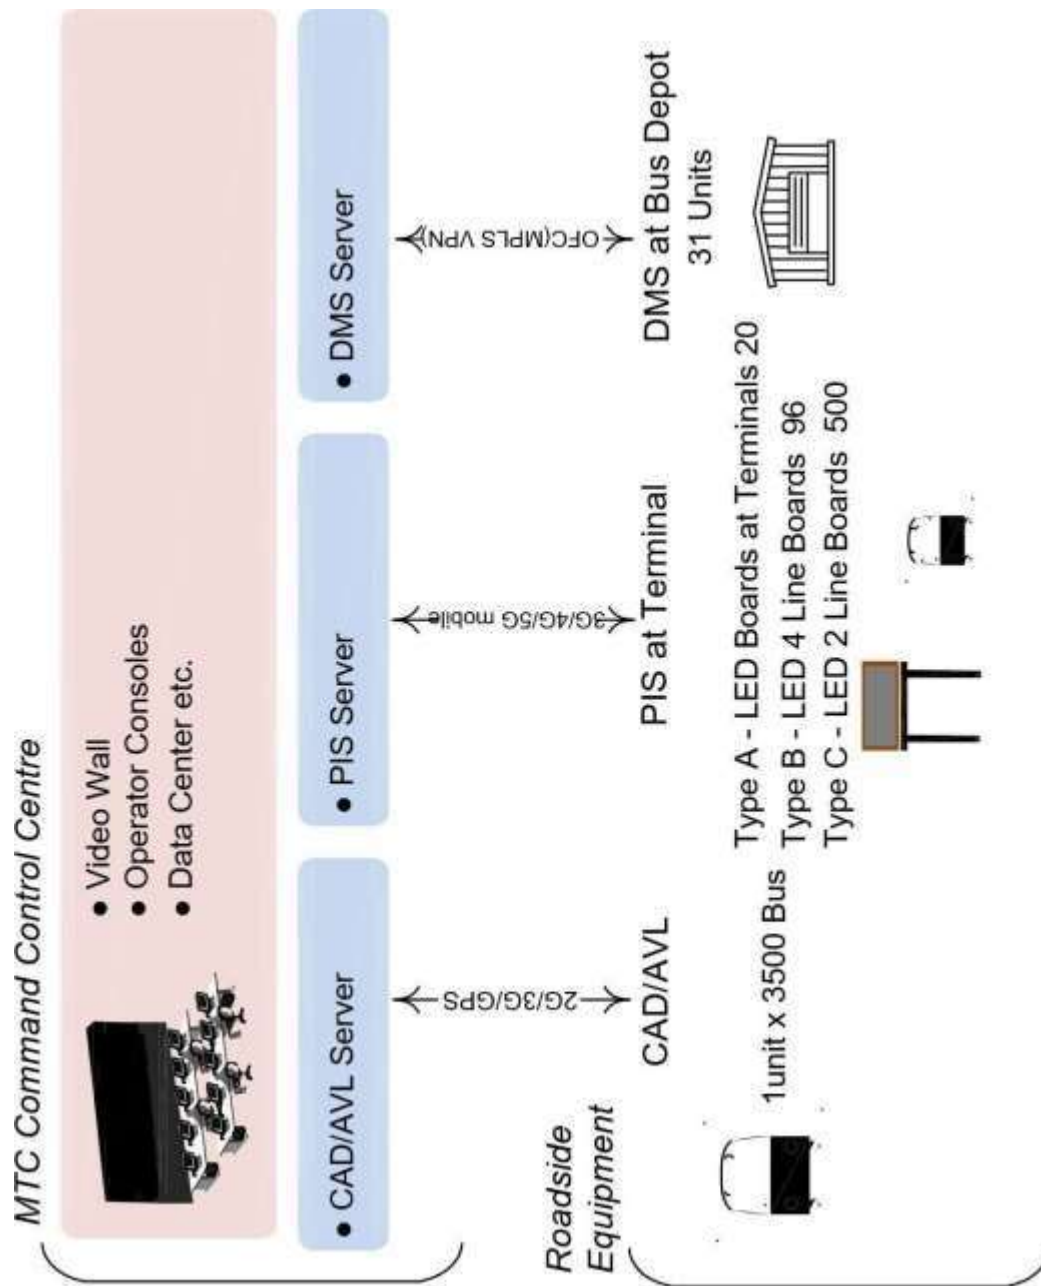 MTC Command Control Centre
● Video Wall
● Operator Consoles
● Data Center etc.
● CAD/AVL Server
● PIS Server
● DMS Server
2G/3G/GPS
3G/4G/5G mobile
OFC(MPLS VPN)
Roadside
Equipment
CAD/AVL
1unit x 3500 Bus
PIS at Terminal
Type A - LED Boards at Terminals 20
Type B - LED 4 Line Boards 96
Type C - LED 2 Line Boards 500
DMS at Bus Depot
31 Units